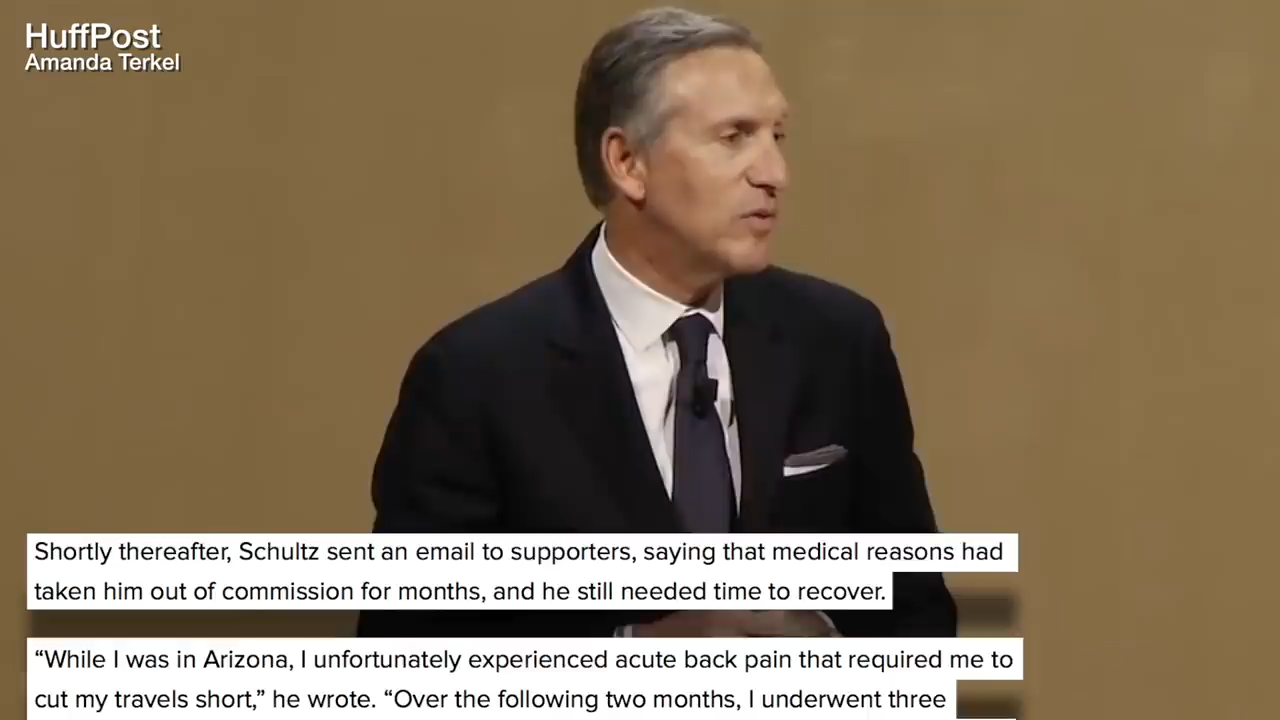 HuffPost
Amanda Terkel
Shortly thereafter, Schultz sent an email to supporters, saying that medical reasons had
taken him out of commission for months, and he still needed time to recover.
“While I was in Arizona, I unfortunately experienced acute back pain that required me to
cut my travels short,” he wrote. “Over the following two months, I underwent three